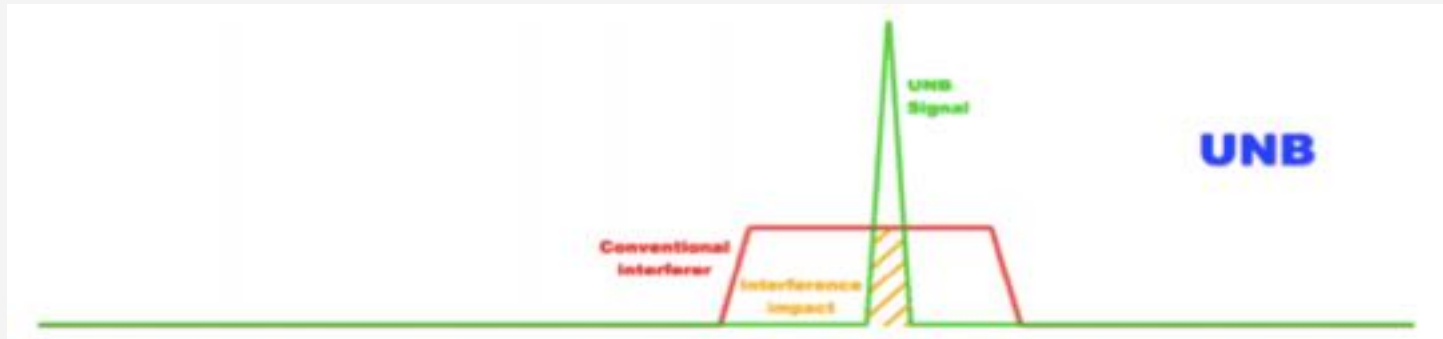 UNB
Signal
UNB
Conventional
interferer
Interference
impact